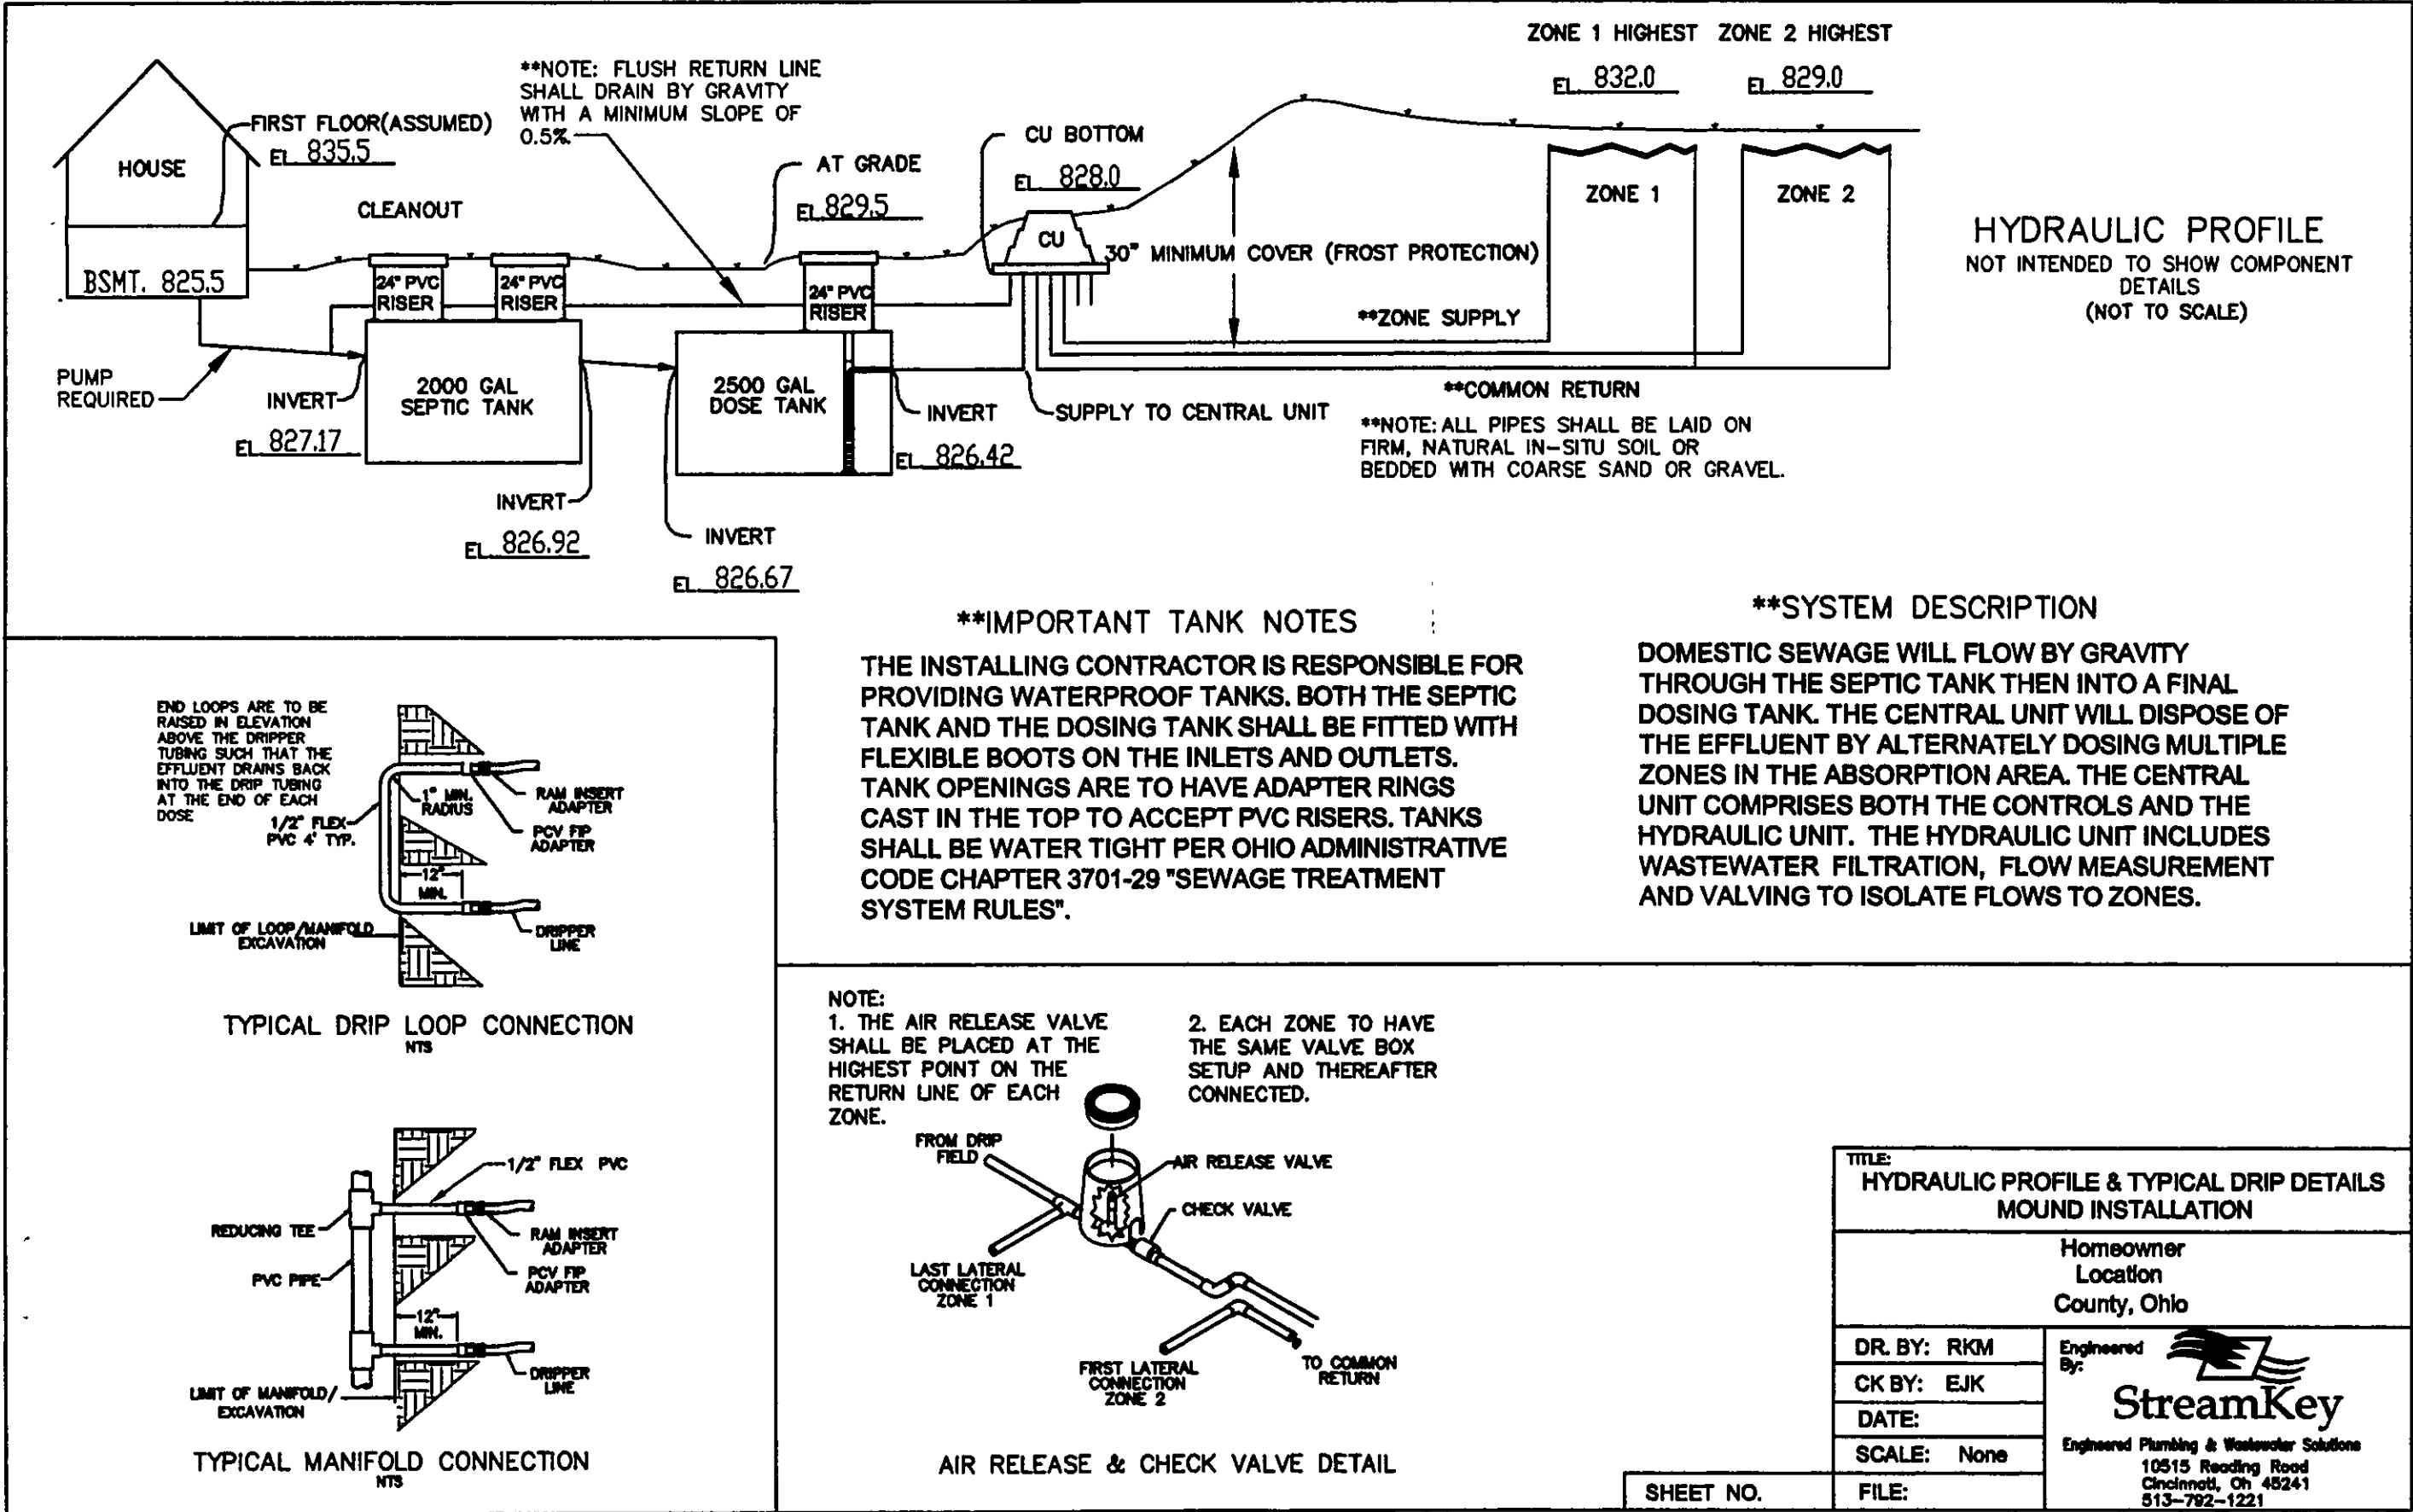 ZONE 1 HIGHEST
EL 832.0
ZONE 2 HIGHEST
EL 829.0
**NOTE: FLUSH RETURN LINE
SHALL DRAIN BY GRAVITY
WITH A MINIMUM SLOPE OF
0.5%.
FIRST FLOOR(ASSUMED)
EL 835.5
HOUSE
BSMT. 825.5
CLEANOUT
AT GRADE
EL 829.5
CU BOTTOM
EL 828.0
CU
30" MINIMUM COVER (FROST PROTECTION)
ZONE 1
ZONE 2
HYDRAULIC PROFILE
NOT INTENDED TO SHOW COMPONENT
DETAILS
(NOT TO SCALE)
24" PVC
RISER
24" PVC
RISER
24" PVC
RISER
**ZONE SUPPLY
PUMP
REQUIRED
INVERT
EL 827.17
2000 GAL
SEPTIC TANK
2500 GAL
DOSE TANK
INVERT
EL 826.42
SUPPLY TO CENTRAL UNIT
**COMMON RETURN
**NOTE: ALL PIPES SHALL BE LAID ON
FIRM, NATURAL IN-SITU SOIL OR
BEDDED WITH COARSE SAND OR GRAVEL.
INVERT
EL 826.92
INVERT
EL 826.67
**IMPORTANT TANK NOTES
THE INSTALLING CONTRACTOR IS RESPONSIBLE FOR
PROVIDING WATERPROOF TANKS. BOTH THE SEPTIC
TANK AND THE DOSING TANK SHALL BE FITTED WITH
FLEXIBLE BOOTS ON THE INLETS AND OUTLETS.
TANK OPENINGS ARE TO HAVE ADAPTER RINGS
CAST IN THE TOP TO ACCEPT PVC RISERS. TANKS
SHALL BE WATER TIGHT PER OHIO ADMINISTRATIVE
CODE CHAPTER 3701-29 "SEWAGE TREATMENT
SYSTEM RULES".
**SYSTEM DESCRIPTION
DOMESTIC SEWAGE WILL FLOW BY GRAVITY
THROUGH THE SEPTIC TANK THEN INTO A FINAL
DOSING TANK. THE CENTRAL UNIT WILL DISPOSE OF
THE EFFLUENT BY ALTERNATELY DOSING MULTIPLE
ZONES IN THE ABSORPTION AREA. THE CENTRAL
UNIT COMPRISES BOTH THE CONTROLS AND THE
HYDRAULIC UNIT. THE HYDRAULIC UNIT INCLUDES
WASTEWATER FILTRATION, FLOW MEASUREMENT
AND VALVING TO ISOLATE FLOWS TO ZONES.
END LOOPS ARE TO BE
RAISED IN ELEVATION
ABOVE THE DRIPPER
TUBING SUCH THAT THE
EFFLUENT DRAINS BACK
INTO THE DRIP TUBING
AT THE END OF EACH
DOSE
1/2" FLEX
PVC 4' TYP.
1" MIN.
RADIUS
RAM INSERT
ADAPTER
PCV FIP
ADAPTER
12"
MIN.
LIMIT OF LOOP/MANIFOLD
EXCAVATION
DRIPPER
LINE
TYPICAL DRIP LOOP CONNECTION
NTS
1/2" FLEX PVC
REDUCING TEE
RAM INSERT
ADAPTER
PVC PIPE
PCV FIP
ADAPTER
12"
MIN.
DRIPPER
LINE
LIMIT OF MANIFOLD/
EXCAVATION
TYPICAL MANIFOLD CONNECTION
NTS
NOTE:
1. THE AIR RELEASE VALVE
SHALL BE PLACED AT THE
HIGHEST POINT ON THE
RETURN LINE OF EACH
ZONE.
2. EACH ZONE TO HAVE
THE SAME VALVE BOX
SETUP AND THEREAFTER
CONNECTED.
FROM DRIP
FIELD
AIR RELEASE VALVE
CHECK VALVE
LAST LATERAL
CONNECTION
ZONE 1
FIRST LATERAL
CONNECTION
ZONE 2
TO COMMON
RETURN
AIR RELEASE & CHECK VALVE DETAIL
TITLE:
HYDRAULIC PROFILE & TYPICAL DRIP DETAILS
MOUND INSTALLATION
Homeowner
Location
County, Ohio
DR. BY: RKM
CK BY: EJK
DATE:
SCALE: None
FILE:
SHEET NO.
Engineered
By:
StreamKey
Engineered Plumbing & Wastewater Solutions
10515 Reading Road
Cincinnati, Oh 45241
513-792-1221